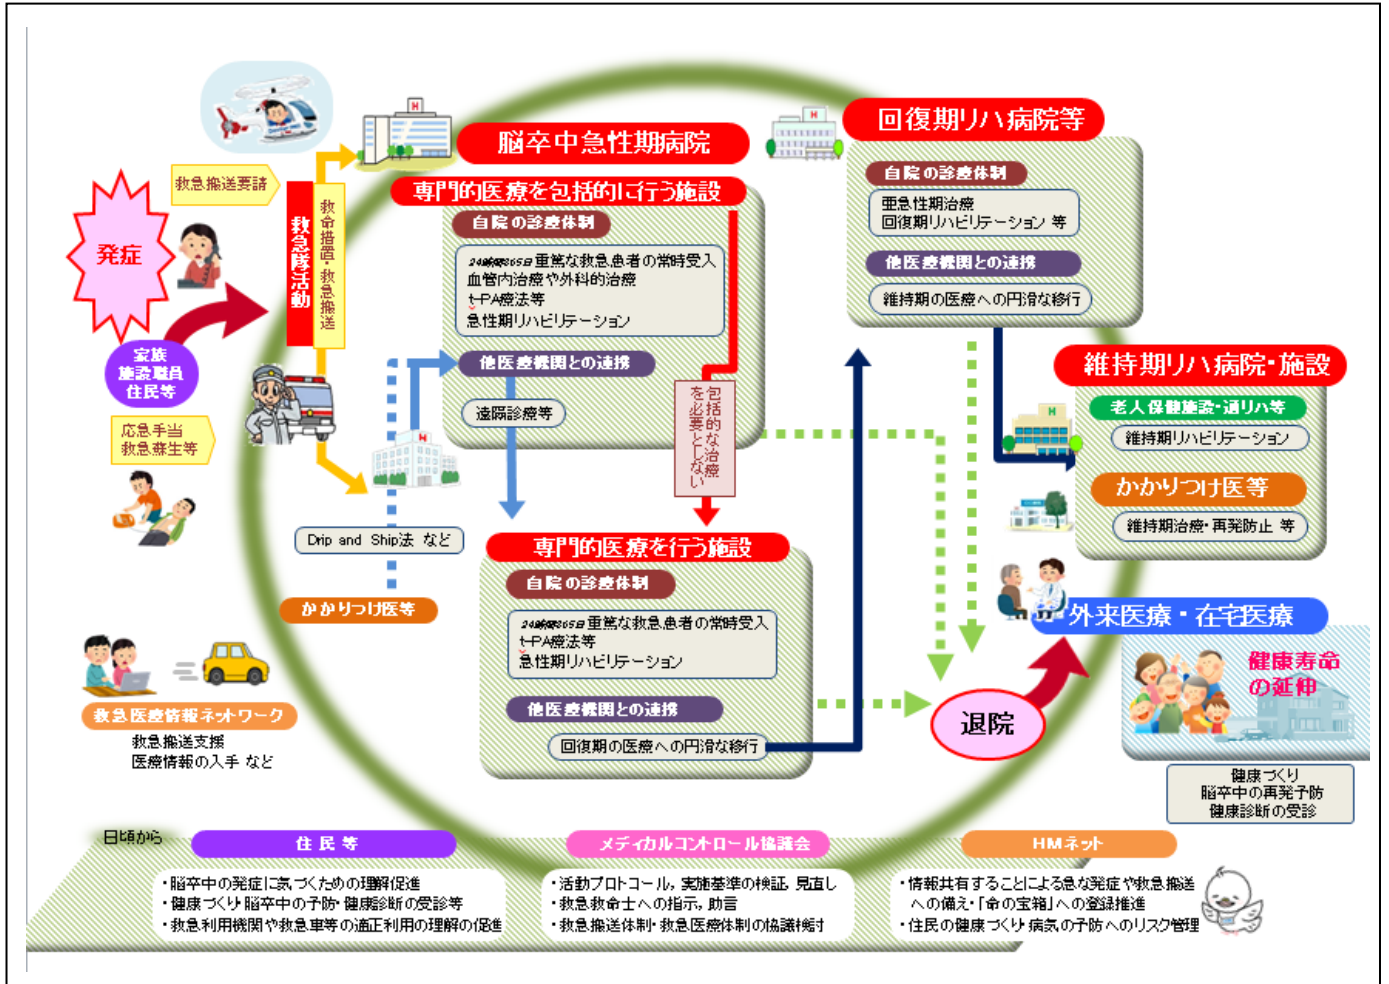 救急搬送要請
発症
救急隊活動
救命措置・救急搬送
家族
施設職員
住民等
応急手当
救急蘇生等
脳卒中急性期病院
専門的医療を包括的に行う施設
自院の診療体制
24時間365日重篤な救急患者の常時受入
血管内治療や外科的治療
t-PA療法等
急性期リハビリテーション
他医療機関との連携
遠隔診療等
包括的な治療
を必要としない
Drip and Ship法 など
かかりつけ医等
専門的医療を行う施設
自院の診療体制
24時間365日重篤な救急患者の常時受入
t-PA療法等
急性期リハビリテーション
他医療機関との連携
回復期の医療への円滑な移行
回復期リハ病院等
自院の診療体制
亜急性期治療
回復期リハビリテーション 等
他医療機関との連携
維持期の医療への円滑な移行
維持期リハ病院・施設
老人保健施設・通リハ等
維持期リハビリテーション
かかりつけ医等
維持期治療・再発防止 等
外来医療・在宅医療
健康寿命
の延伸
退院
健康づくり
脳卒中の再発予防
健康診断の受診
救急医療情報ネットワーク
救急搬送支援
医療情報の入手 など
日頃から
住民等
・脳卒中の発症に気づくための理解促進
・健康づくり・脳卒中の予防・健康診断の受診等
・救急利用機関や救急車等の適正利用の理解の促進
メディカルコントロール協議会
・活動プロトコール，実施基準の検証，見直し
・救急救命士への指示，助言
・救急搬送体制・救急医療体制の協議検討
HMネット
・情報共有することによる急な発症や救急搬送
への備え・「命の宝箱」への登録推進
・住民の健康づくり・病気の予防へのリスク管理